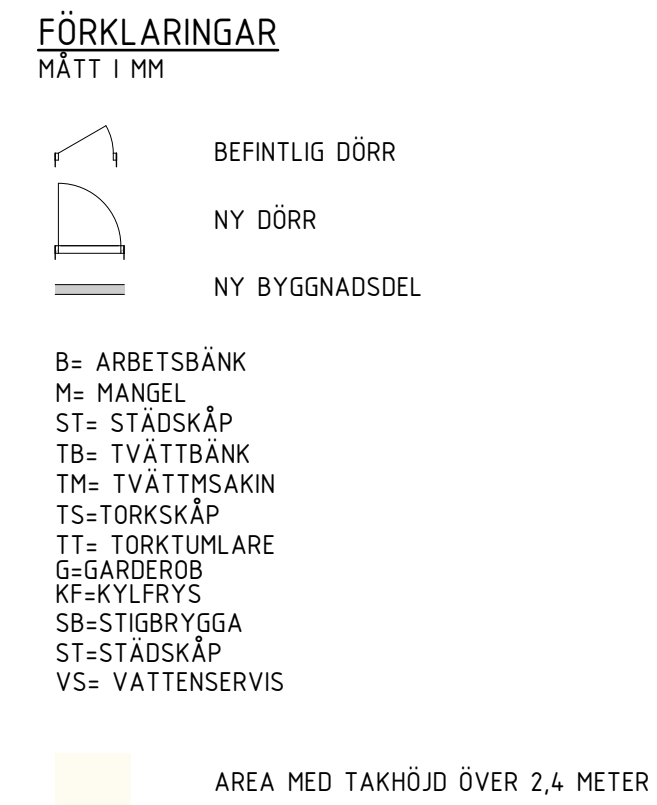 FÖRKLARINGAR
MÅTT I MM
BEFINTLIG DÖRR
NY DÖRR
NY BYGGNADSDEL
B= ARBETSBÄNK
M= MANGEL
ST= STÄDSKÅP
TB= TVÄTTBÄNK
TM= TVÄTTMSAKIN
TS=TORKSKÅP
TT= TORKTUMLARE
G=GARDEROB
KF=KYLFRYS
SB=STIGBRYGGA
ST=STÄDSKÅP
VS= VATTENSERVIS
AREA MED TAKHÖJD ÖVER 2,4 METER